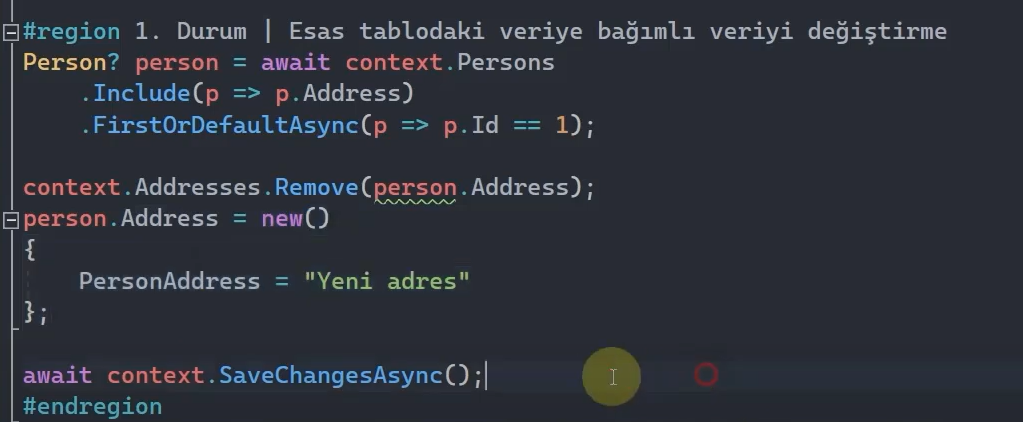 #region 1. Durum | Esas tablodaki veriye bağımlı veriyi değiştirme
Person? person = await context.Persons
    .Include(p => p.Address)
    .FirstOrDefaultAsync(p => p.Id == 1);
context.Addresses.Remove(person.Address);
person.Address = new()
{
    PersonAddress = "Yeni adres"
};
await context.SaveChangesAsync();
#endregion